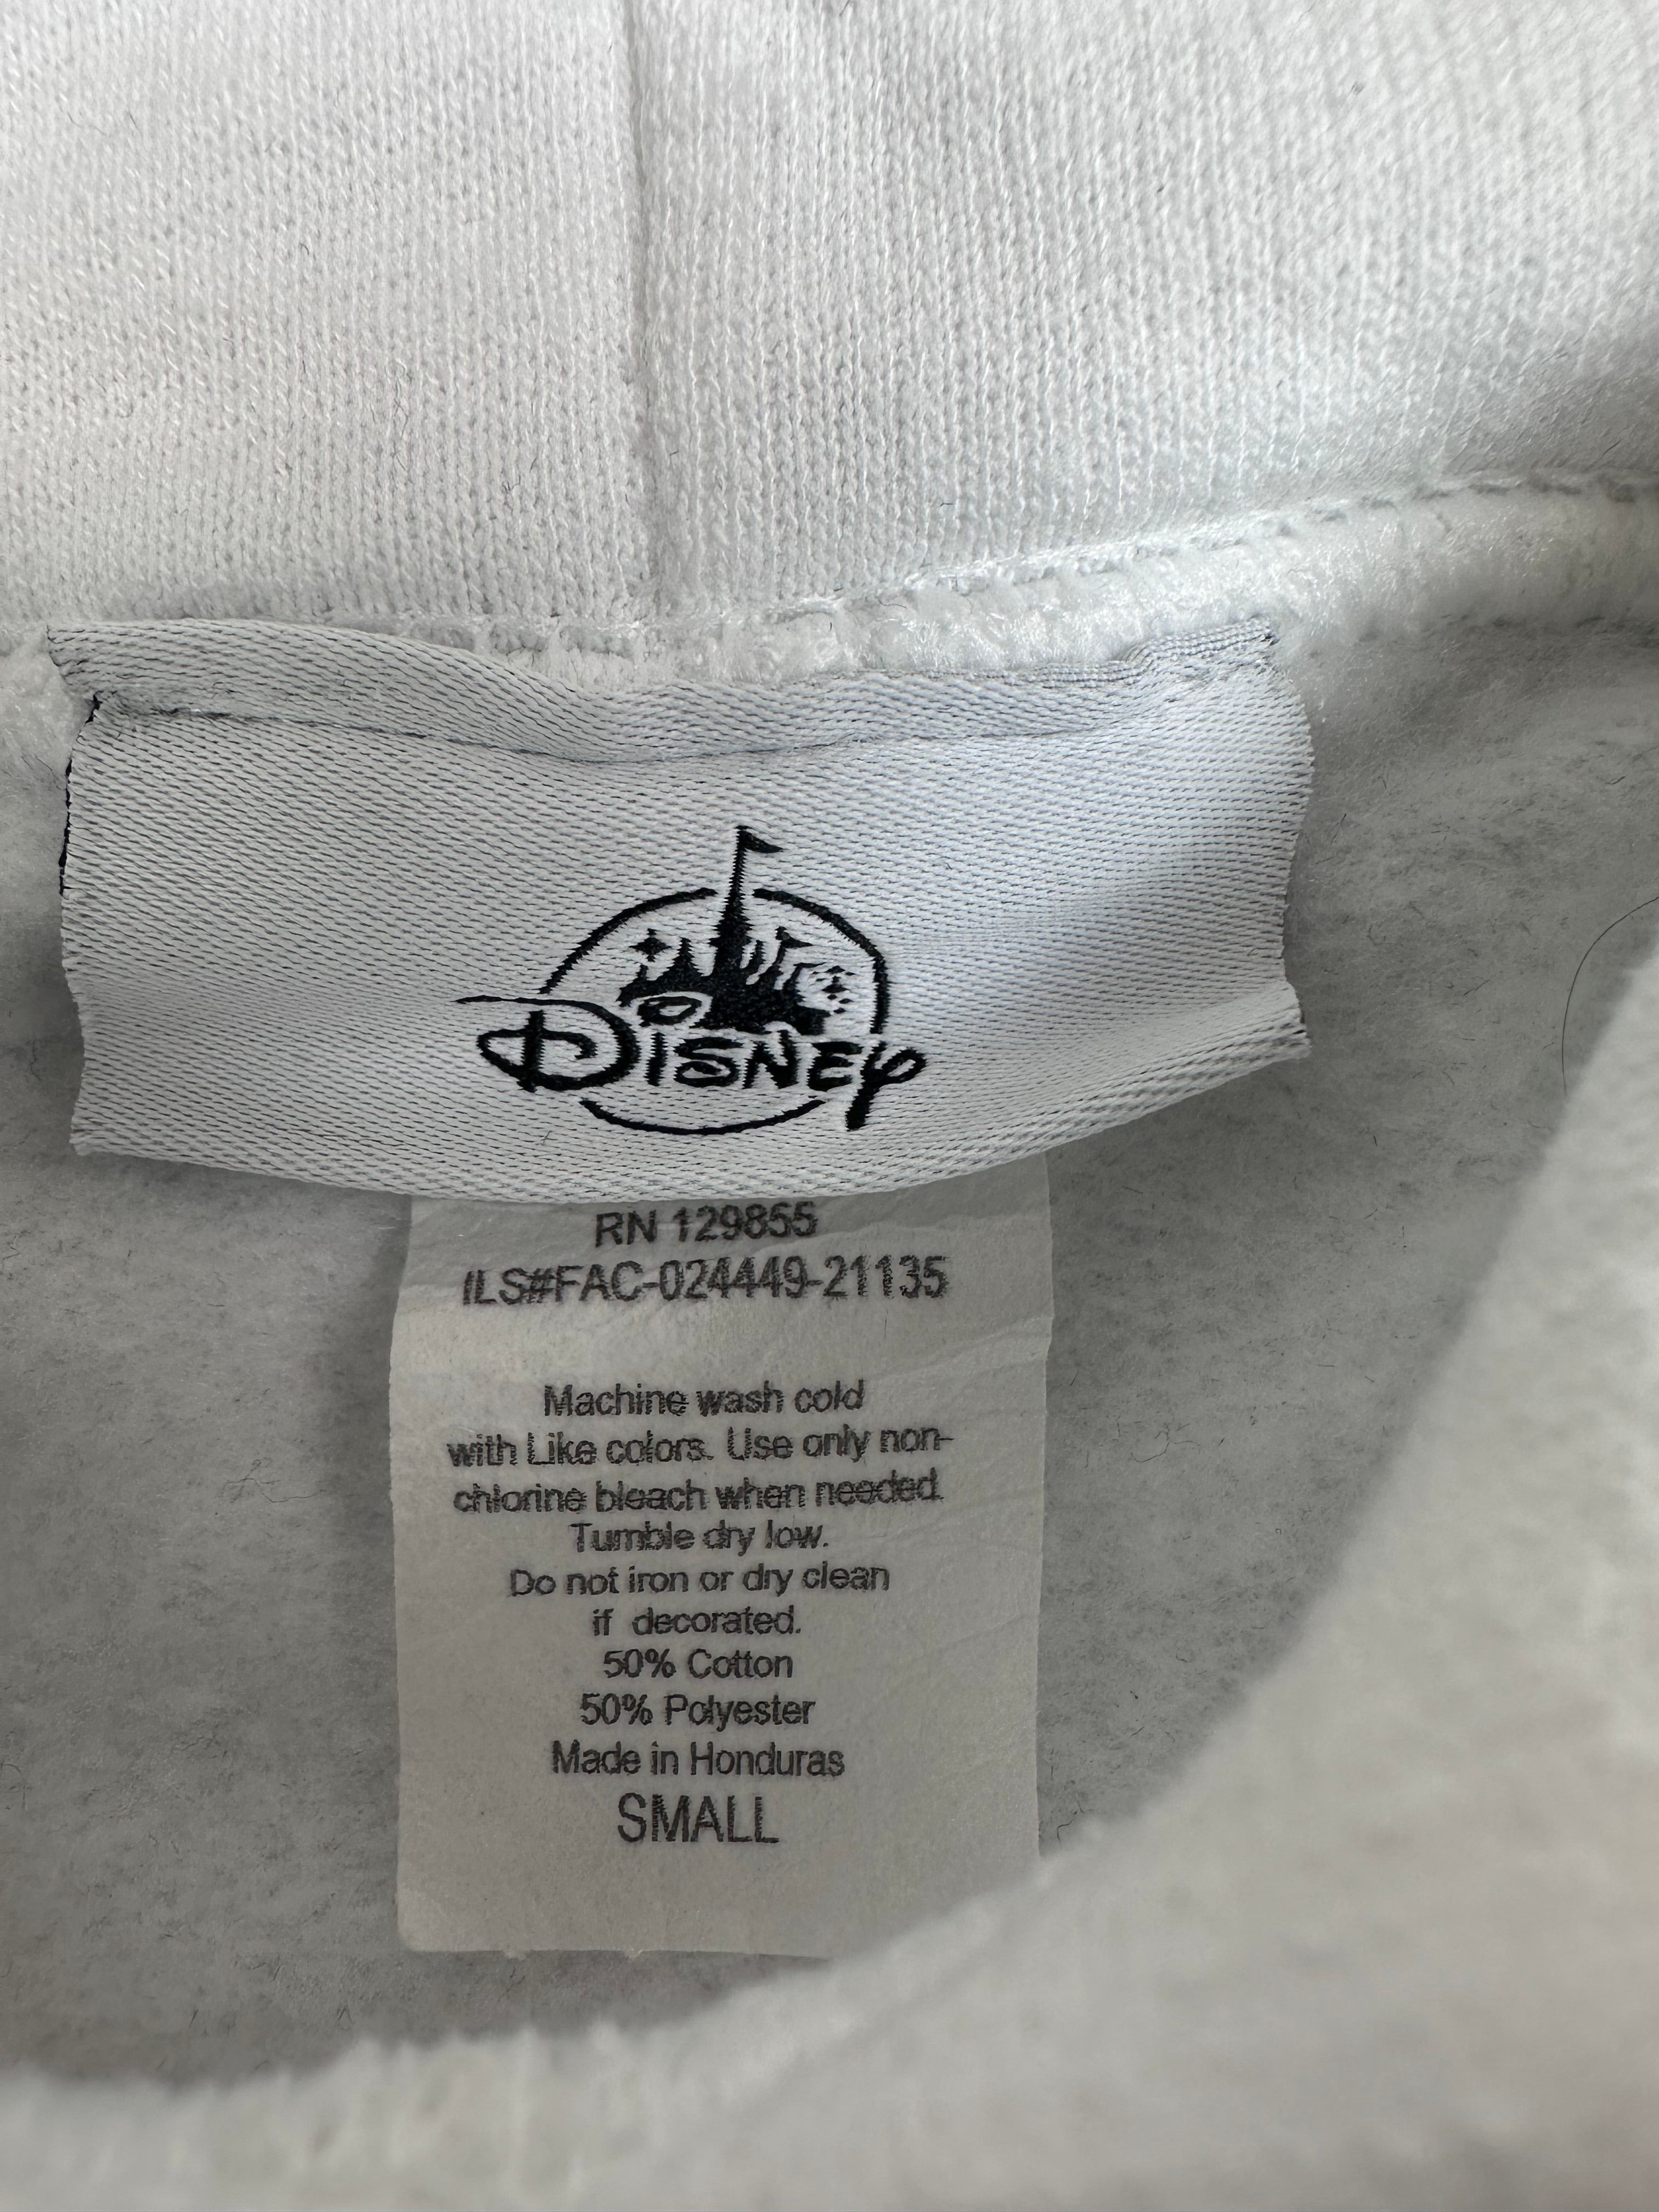 Disney
RN 129855
ILS#FAC-024449-21135
Machine wash cold
with Like colors. Use only non-
chlorine bleach when needed.
Tumble dry low.
Do not iron or dry clean
if decorated.
50% Cotton
50% Polyester
Made in Honduras
SMALL